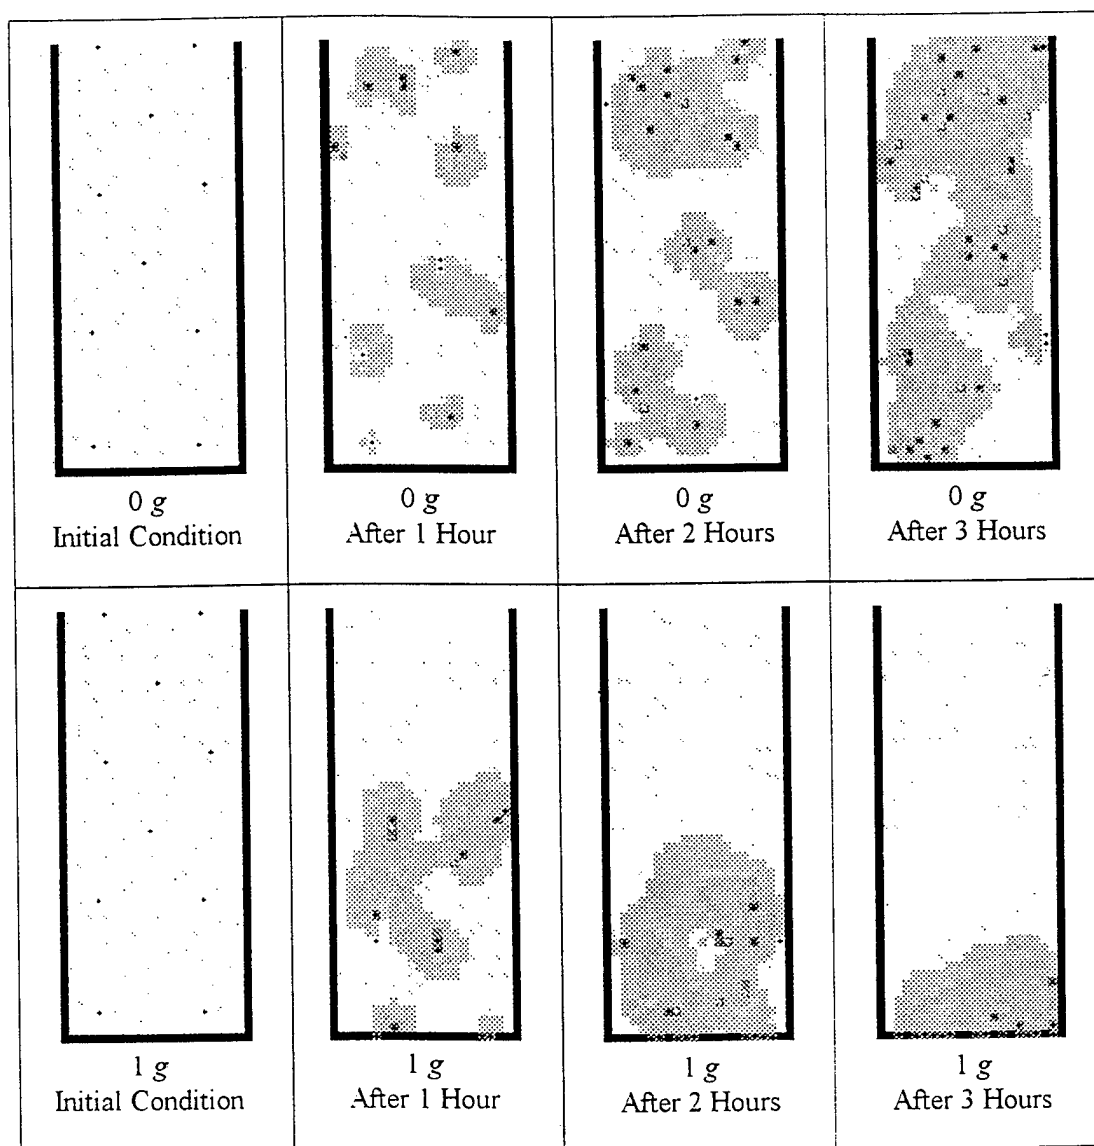 0 g
Initial Condition
0 g
After 1 Hour
0 g
After 2 Hours
0 g
After 3 Hours
1 g
Initial Condition
1 g
After 1 Hour
1 g
After 2 Hours
1 g
After 3 Hours